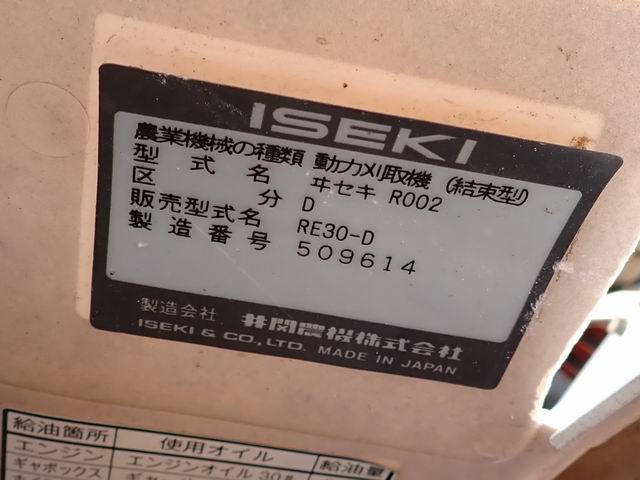 ISEKI
農業機械の種類 動力刈取機 (結束型)
型式名 ヰセキ R002
区分 D
販売型式名 RE30-D
製造番号 509614
製造会社 井関農機株式会社
ISEKI & CO., LTD. MADE IN JAPAN
給油箇所 使用オイル 給油量
エンジン エンジンオイル30#
ギャボックス